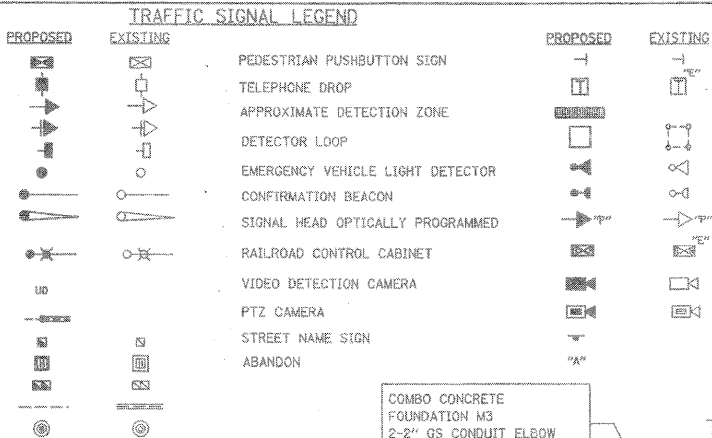 TRAFFIC SIGNAL LEGEND
PROPOSED EXISTING PROPOSED EXISTING
PEDESTRIAN PUSHBUTTON SIGN
TELEPHONE DROP T T "E"
APPROXIMATE DETECTION ZONE
DETECTOR LOOP
EMERGENCY VEHICLE LIGHT DETECTOR
CONFIRMATION BEACON
SIGNAL HEAD OPTICALLY PROGRAMMED "P" "P"
RAILROAD CONTROL CABINET "E"
UD VIDEO DETECTION CAMERA
PTZ CAMERA
STREET NAME SIGN
ABANDON "A"
COMBO CONCRETE
FOUNDATION M3
2-2" GS CONDUIT ELBOW